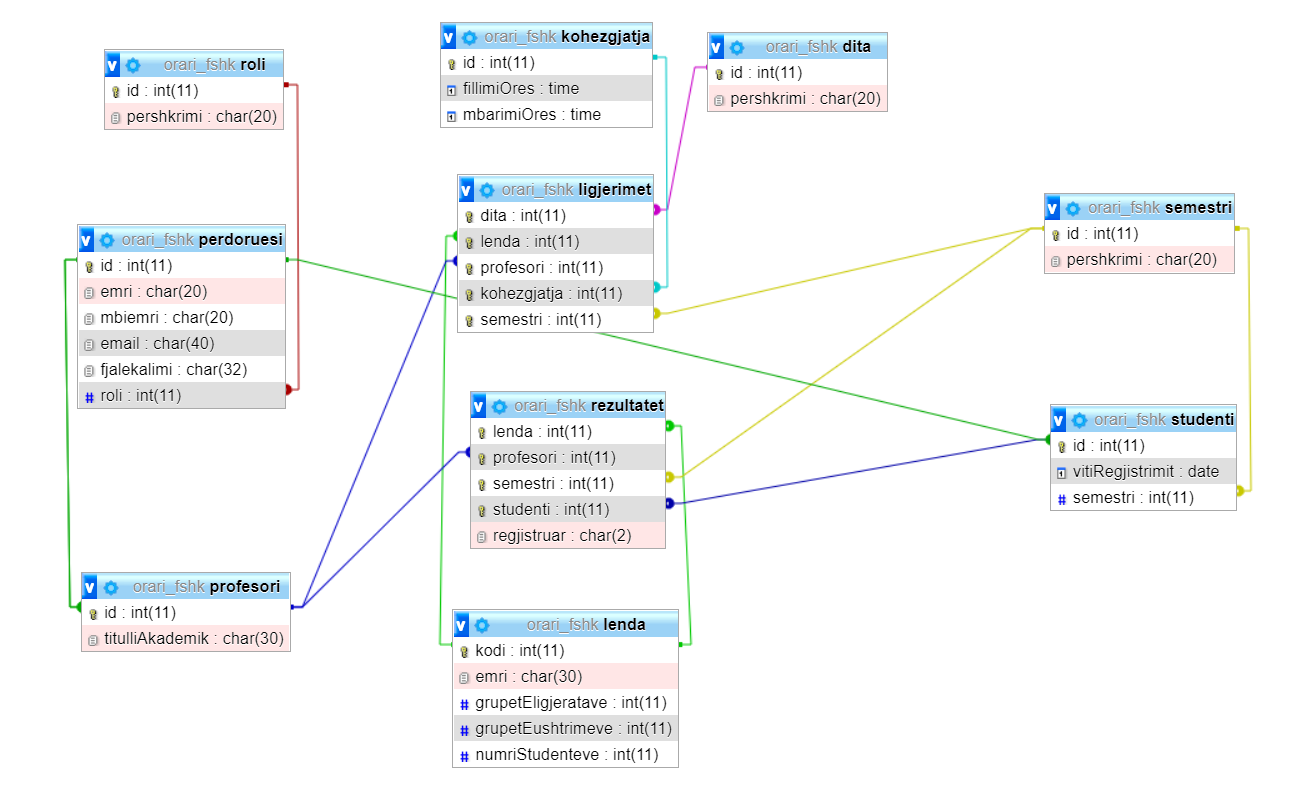 orari_fshk roli
id : int(11)
pershkrimi : char(20)
orari_fshk kohezgjatja
id : int(11)
fillimiOres : time
mbarimiOres : time
orari_fshk dita
id : int(11)
pershkrimi : char(20)
orari_fshk perdoruesi
id : int(11)
emri : char(20)
mbiemri : char(20)
email : char(40)
fjalekalimi : char(32)
roli : int(11)
orari_fshk ligjerimet
dita : int(11)
lenda : int(11)
profesori : int(11)
kohezgjatja : int(11)
semestri : int(11)
orari_fshk semestri
id : int(11)
pershkrimi : char(20)
orari_fshk rezultatet
lenda : int(11)
profesori : int(11)
semestri : int(11)
studenti : int(11)
regjistruar : char(2)
orari_fshk studenti
id : int(11)
vitiRegjistrimit : date
semestri : int(11)
orari_fshk profesori
id : int(11)
titulliAkademik : char(30)
orari_fshk lenda
kodi : int(11)
emri : char(30)
grupetEligjeratave : int(11)
grupetEushtrimeve : int(11)
numriStudenteve : int(11)